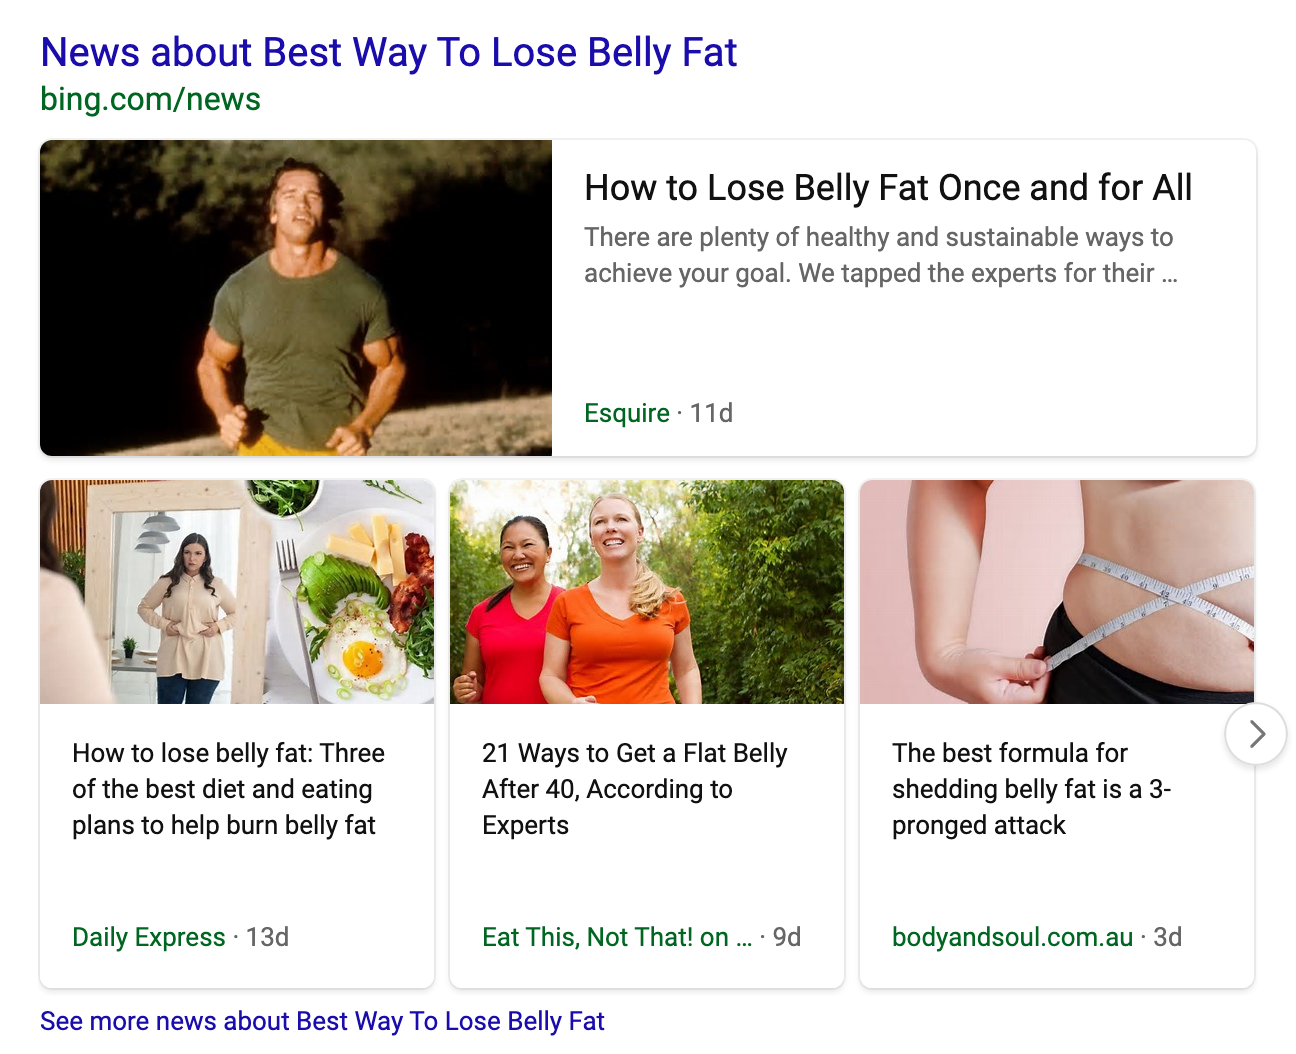 News about Best Way To Lose Belly Fat
bing.com/news
How to Lose Belly Fat Once and for All
There are plenty of healthy and sustainable ways to
achieve your goal. We tapped the experts for their ...
Esquire · 11d
How to lose belly fat: Three
of the best diet and eating
plans to help burn belly fat
Daily Express · 13d
21 Ways to Get a Flat Belly
After 40, According to
Experts
Eat This, Not That! on ... · 9d
The best formula for
shedding belly fat is a 3-
pronged attack
bodyandsoul.com.au · 3d
See more news about Best Way To Lose Belly Fat